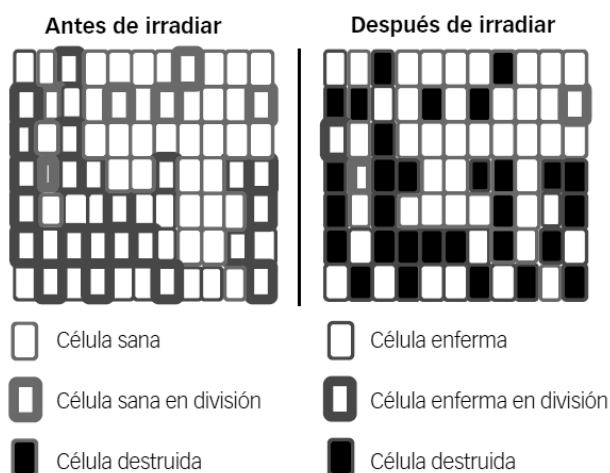 Antes de irradiar
Después de irradiar
Célula sana
Célula enferma
Célula sana en división
Célula enferma en división
Célula destruida
Célula destruida